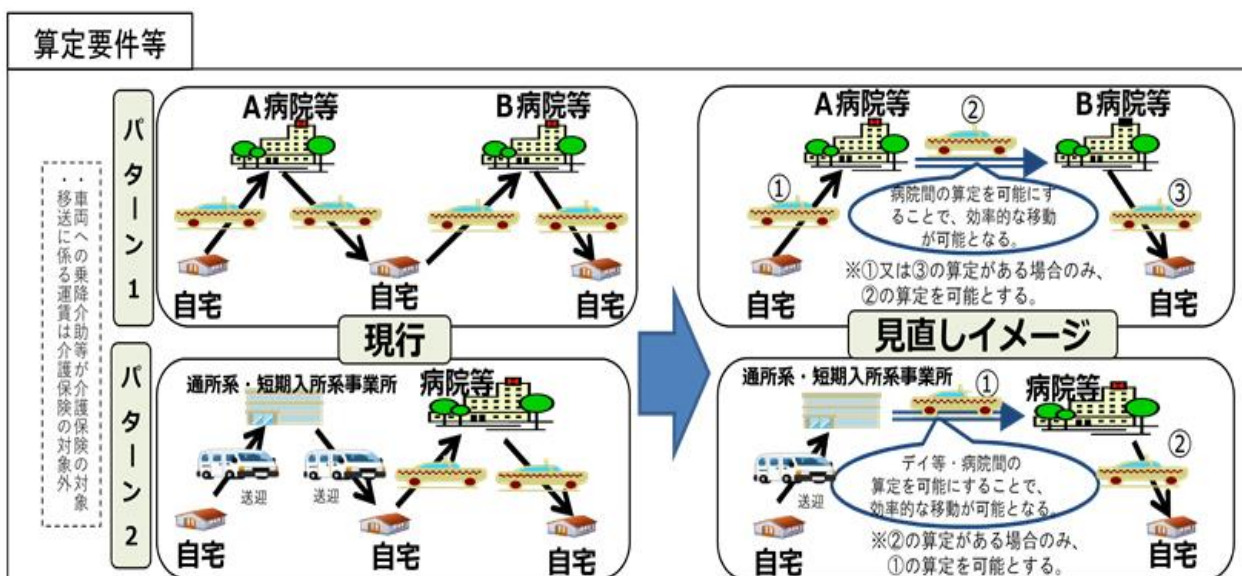 算定要件等
パターン1
・車両への乗降介助等が介護保険の対象
・移送に係る運賃は介護保険の対象外
A病院等
B病院等
自宅
自宅
自宅
現行
A病院等
②
B病院等
①
③
病院間の算定を可能にす
ることで、効率的な移動
が可能となる。
※①又は③の算定がある場合のみ、
②の算定を可能とする。
自宅
自宅
見直しイメージ
パターン2
通所系・短期入所系事業所
病院等
送迎
送迎
自宅
自宅
自宅
通所系・短期入所系事業所
①
病院等
②
送迎
デイ等・病院間の
算定を可能にすることで、
効率的な移動が可能となる。
※②の算定がある場合のみ、
①の算定を可能とする。
自宅
自宅